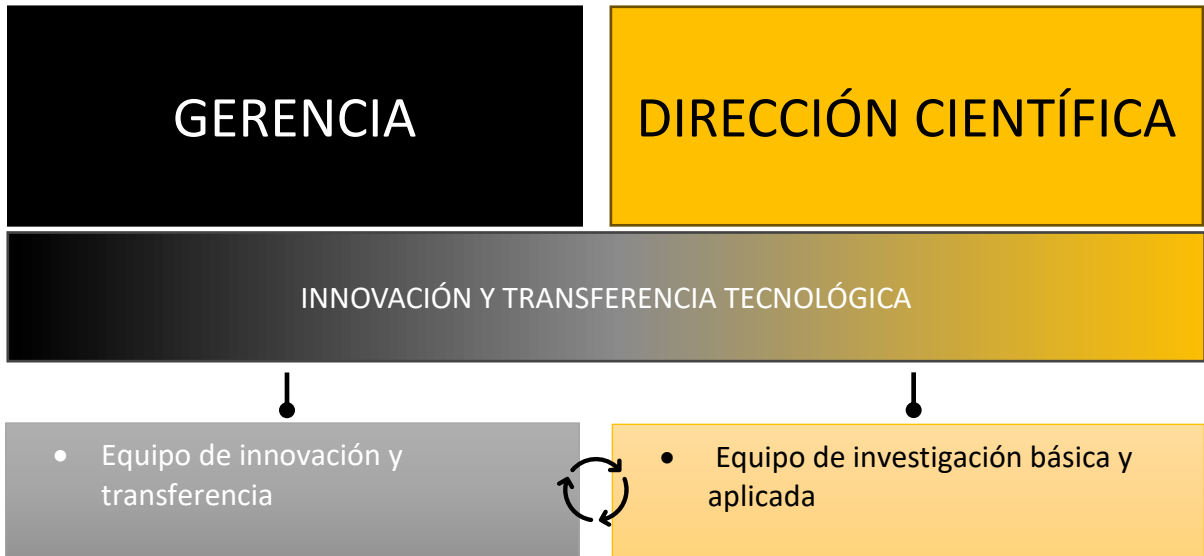 GERENCIA
DIRECCIÓN CIENTÍFICA
INNOVACIÓN Y TRANSFERENCIA TECNOLÓGICA
• Equipo de innovación y
transferencia
• Equipo de investigación básica y
aplicada